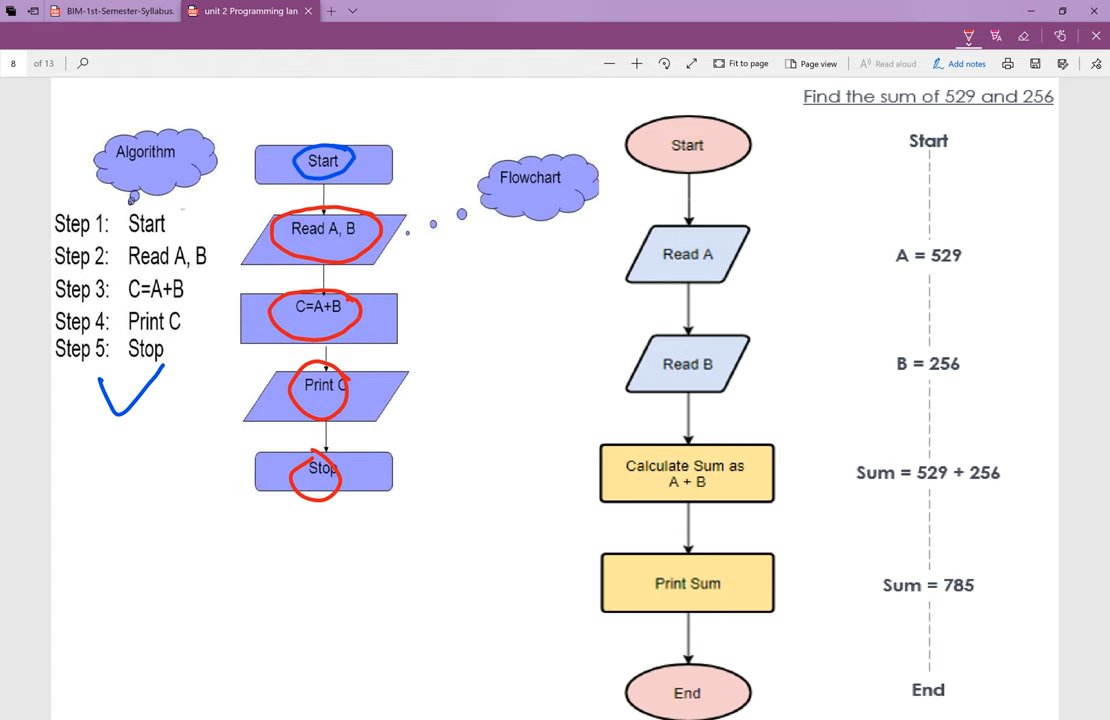 BIM-1st-Semester-Syllabus.
unit 2 Programming lan
8 of 13
Fit to page
Page view
Read aloud
Add notes
Find the sum of 529 and 256
Algorithm
Step 1: Start
Step 2: Read A, B
Step 3: C=A+B
Step 4: Print C
Step 5: Stop
Start
Read A, B
C=A+B
Print C
Stop
Flowchart
Start
Read A
Read B
Calculate Sum as
A + B
Print Sum
End
Start
A = 529
B = 256
Sum = 529 + 256
Sum = 785
End